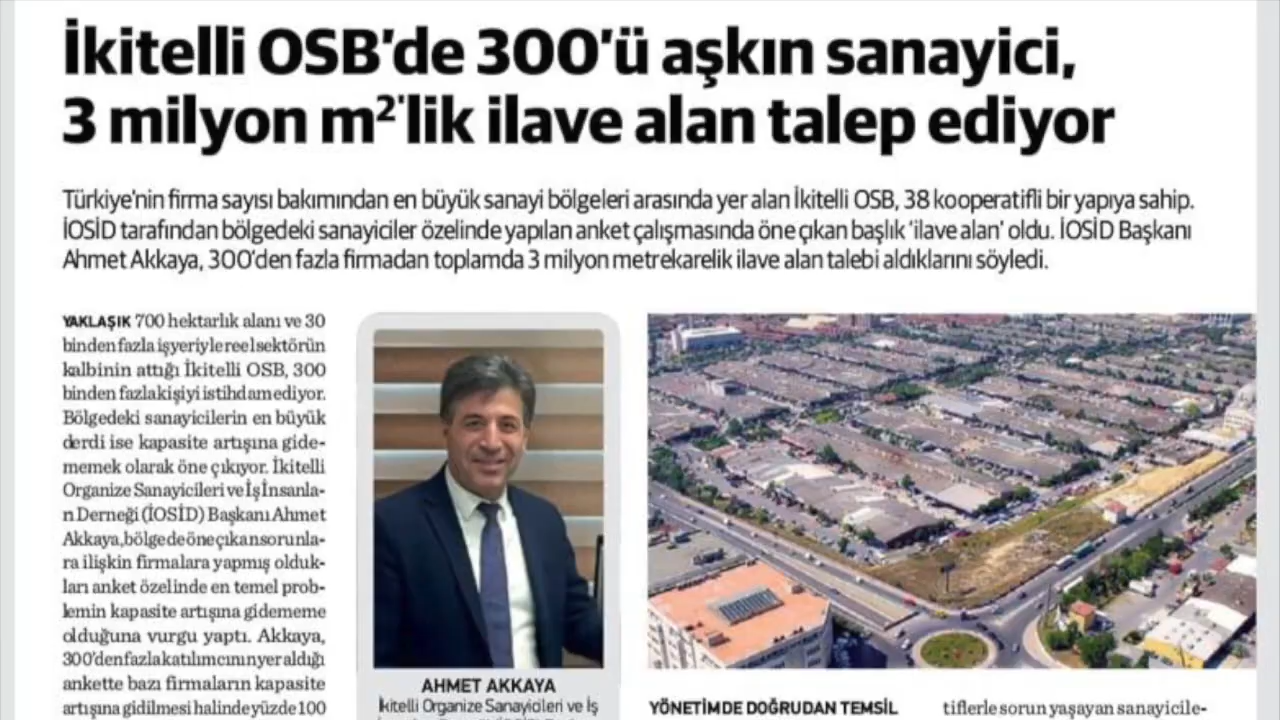 İkitelli OSB'de 300'ü aşkın sanayici,
3 milyon m²'lik ilave alan talep ediyor
Türkiye'nin firma sayısı bakımından en büyük sanayi bölgeleri arasında yer alan İkitelli OSB, 38 kooperatifli bir yapıya sahip.
İOSİD tarafından bölgedeki sanayiciler özelinde yapılan anket çalışmasında öne çıkan başlık 'ilave alan' oldu. İOSİD Başkanı
Ahmet Akkaya, 300'den fazla firmadan toplamda 3 milyon metrekarelik ilave alan talebi aldıklarını söyledi.
YAKLAŞIK 700 hektarlık alanı ve 30
binden fazla işyeriyle reel sektörün
kalbinin attığı İkitelli OSB, 300
binden fazla kişiyi istihdam ediyor.
Bölgedeki sanayicilerin en büyük
derdi ise kapasite artışına gide-
memek olarak öne çıkıyor. İkitelli
Organize Sanayicileri ve İş İnsanla-
rı Derneği (İOSİD) Başkanı Ahmet
Akkaya, bölgede öne çıkan sorunla-
ra ilişkin firmalara yapmış olduk-
ları anket özelinde en temel prob-
lemin kapasite artışına gidememe
olduğuna vurgu yaptı. Akkaya,
300'den fazla katılımcının yer aldığı
ankette bazı firmaların kapasite
artışına gidilmesi halinde yüzde 100
AHMET AKKAYA
İkitelli Organize Sanayicileri ve İş
YÖNETİMDE DOĞRUDAN TEMSİL
tiflerle sorun yaşayan sanayicile-